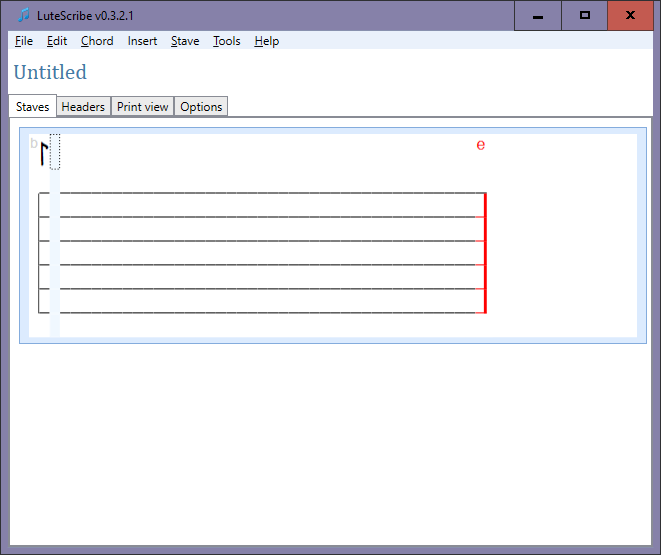 LuteScribe v0.3.2.1
File Edit Chord Insert Stave Tools Help
Untitled
Staves Headers Print view Options
b e